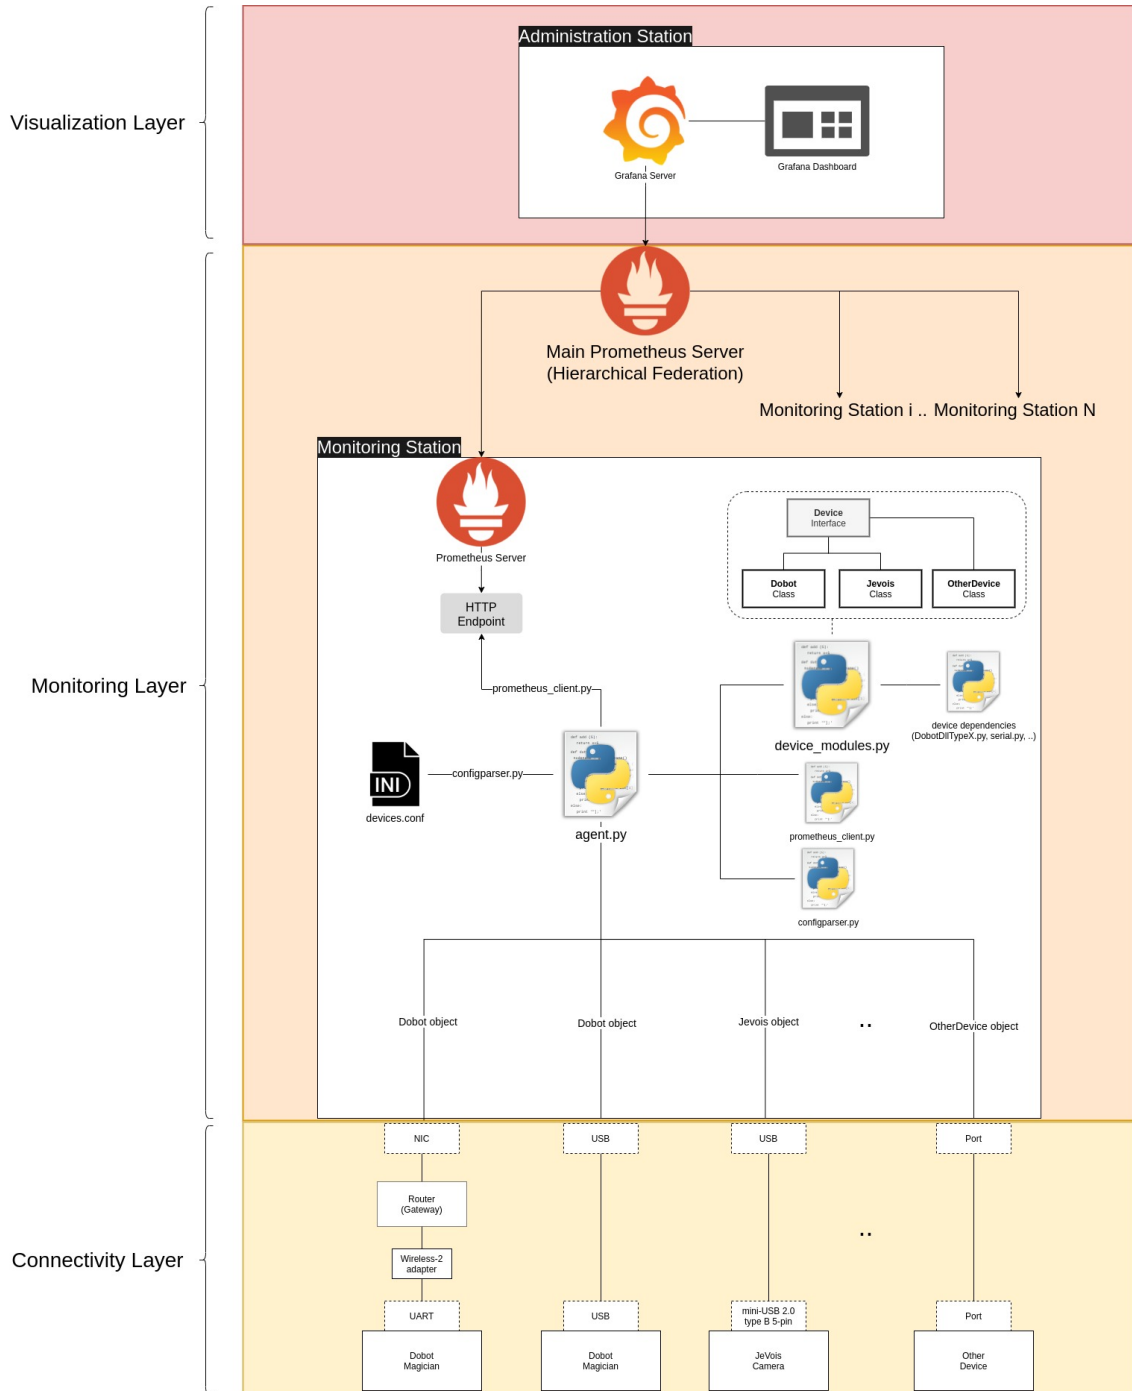 Administration Station
Visualization Layer
Grafana Server
Grafana Dashboard
Main Prometheus Server
(Hierarchical Federation)
Monitoring Station i .. Monitoring Station N
Monitoring Station
Prometheus Server
Device
Interface
Dobot
Class
Jevois
Class
OtherDevice
Class
HTTP
Endpoint
Monitoring Layer
prometheus_client.py
device_modules.py
device dependencies
(DobotDllTypeX.py, serial.py, ..)
INI
devices.conf
configparser.py
agent.py
prometheus_client.py
configparser.py
Dobot object
Dobot object
Jevois object
..
OtherDevice object
NIC
USB
USB
Port
Router
(Gateway)
..
Connectivity Layer
Wireless-2
adapter
UART
USB
mini-USB 2.0
type B 5-pin
Port
Dobot
Magician
Dobot
Magician
JeVois
Camera
Other
Device